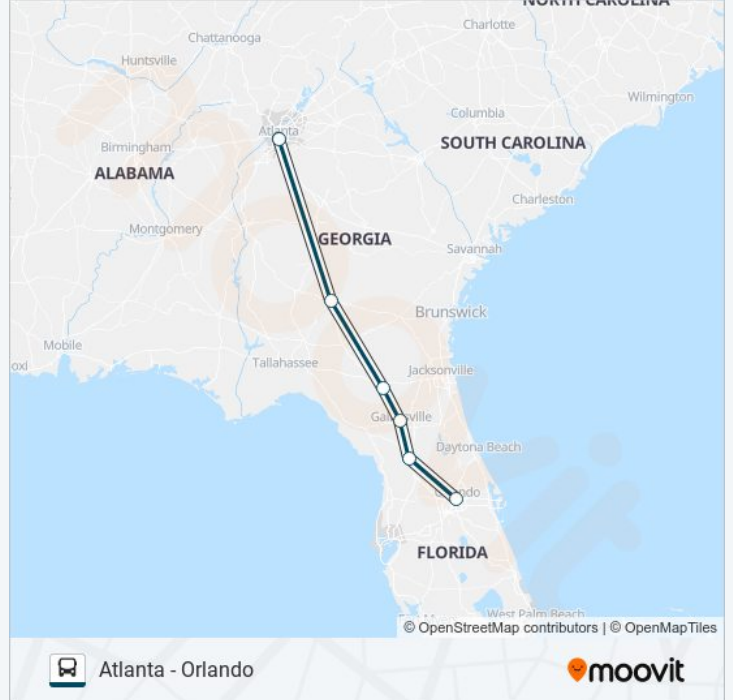 NORTH CAROLINA
Chattanooga
Charlotte
Huntsville
Wilmington
Columbia
Atlanta
SOUTH CAROLINA
Birmingham
ALABAMA
Charleston
Montgomery
GEORGIA
Savannah
Brunswick
Mobile
oxi
Tallahassee
Jacksonville
Gainesville
Daytona Beach
Orlando
FLORIDA
West Palm Beach
© OpenStreetMap contributors | © OpenMapTiles
Atlanta - Orlando
moovit